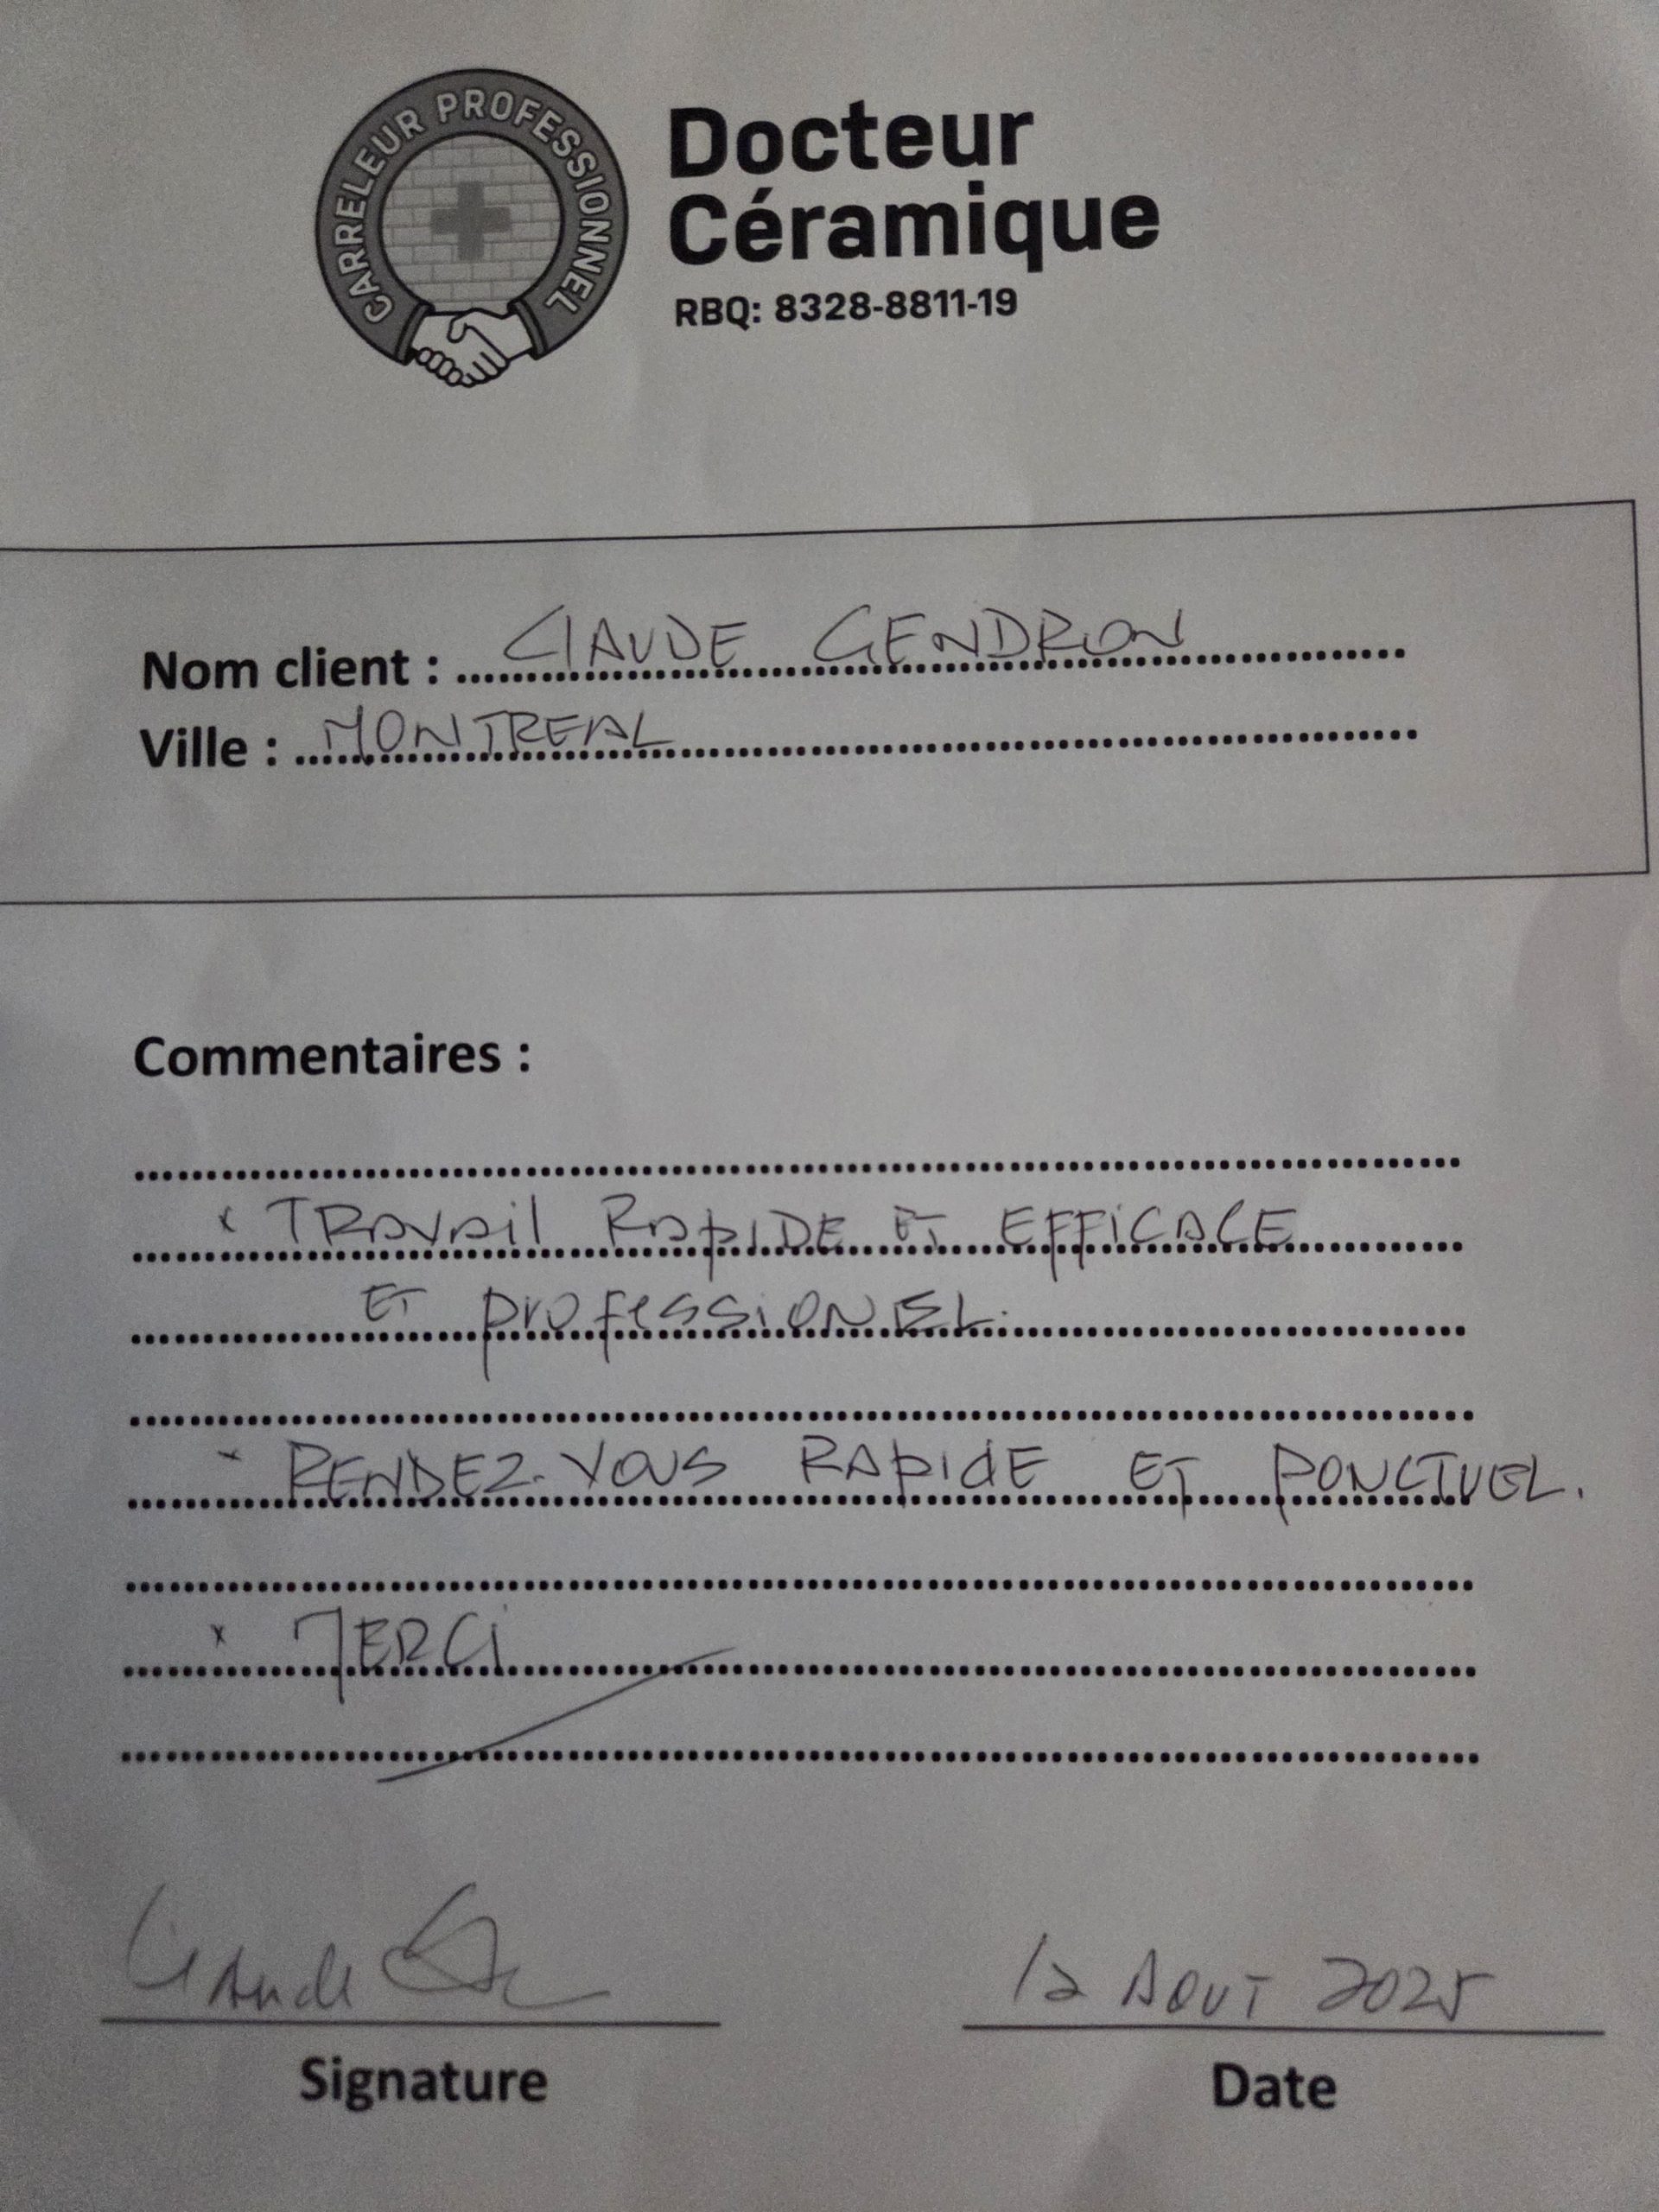 CARRELEUR PROFESSIONNEL
Docteur
Céramique
RBQ: 8328-8811-19
Nom client : CLAUDE GENDRON
Ville : MONTREAL
Commentaires :
x TRAVAil RApIDE ET EFFiCACE
ET professiONEL.
- RENDEZ-VOUS RApIdE ET PONCTUEL.
x MERCi
Claude
12 AOUT 2025
Signature
Date